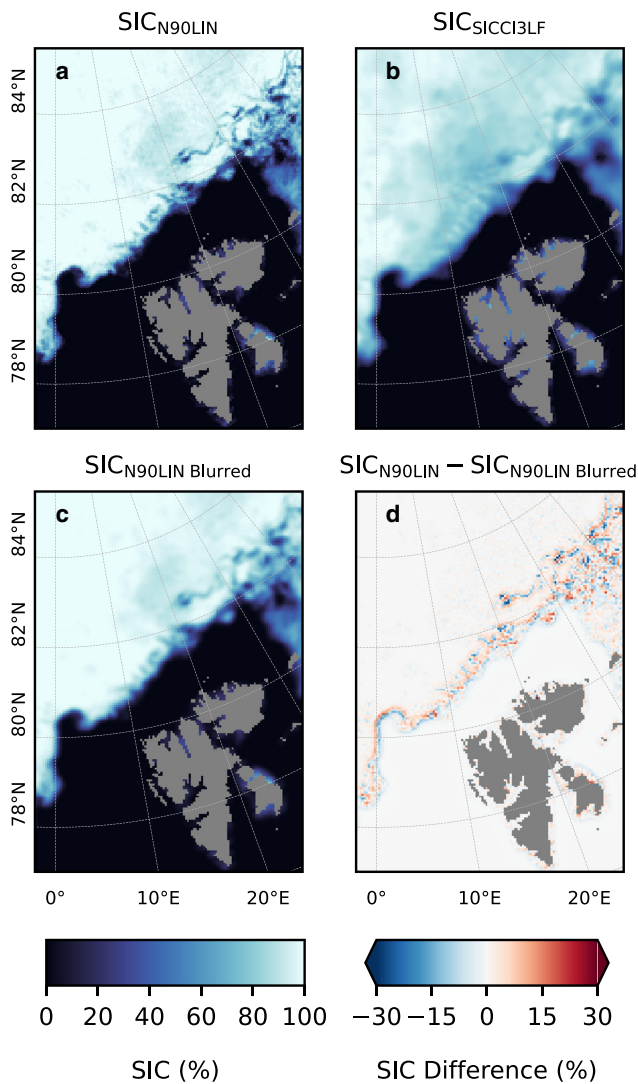 SIC_N90LIN SIC_SICCI3LF
a b
84°N
82°N
80°N
78°N
SIC_N90LIN Blurred SIC_N90LIN − SIC_N90LIN Blurred
c d
84°N
82°N
80°N
78°N
0° 10°E 20°E 0° 10°E 20°E
0 20 40 60 80 100 −30 −15 0 15 30
SIC (%) SIC Difference (%)